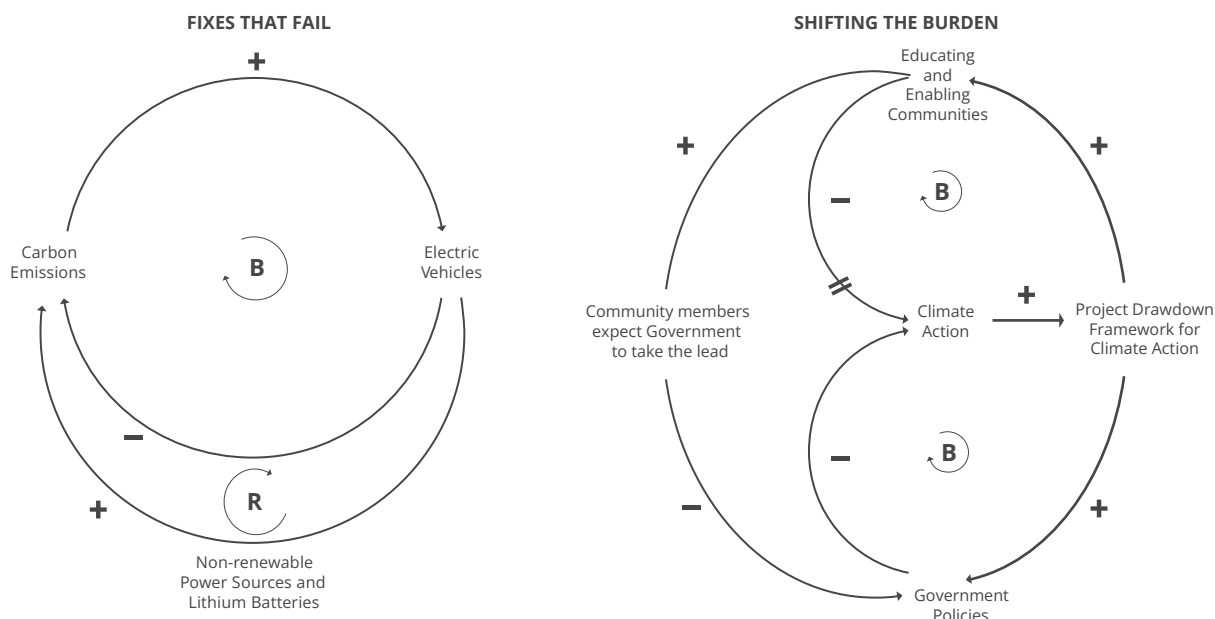 FIXES THAT FAIL
+
Carbon
Emissions
B
Electric
Vehicles
−
+
R
Non-renewable
Power Sources and
Lithium Batteries
SHIFTING THE BURDEN
Educating
and
Enabling
Communities
+
+
−
B
Community members
expect Government
to take the lead
Climate
Action
+
Project Drawdown
Framework for
Climate Action
−
B
−
+
Government
Policies